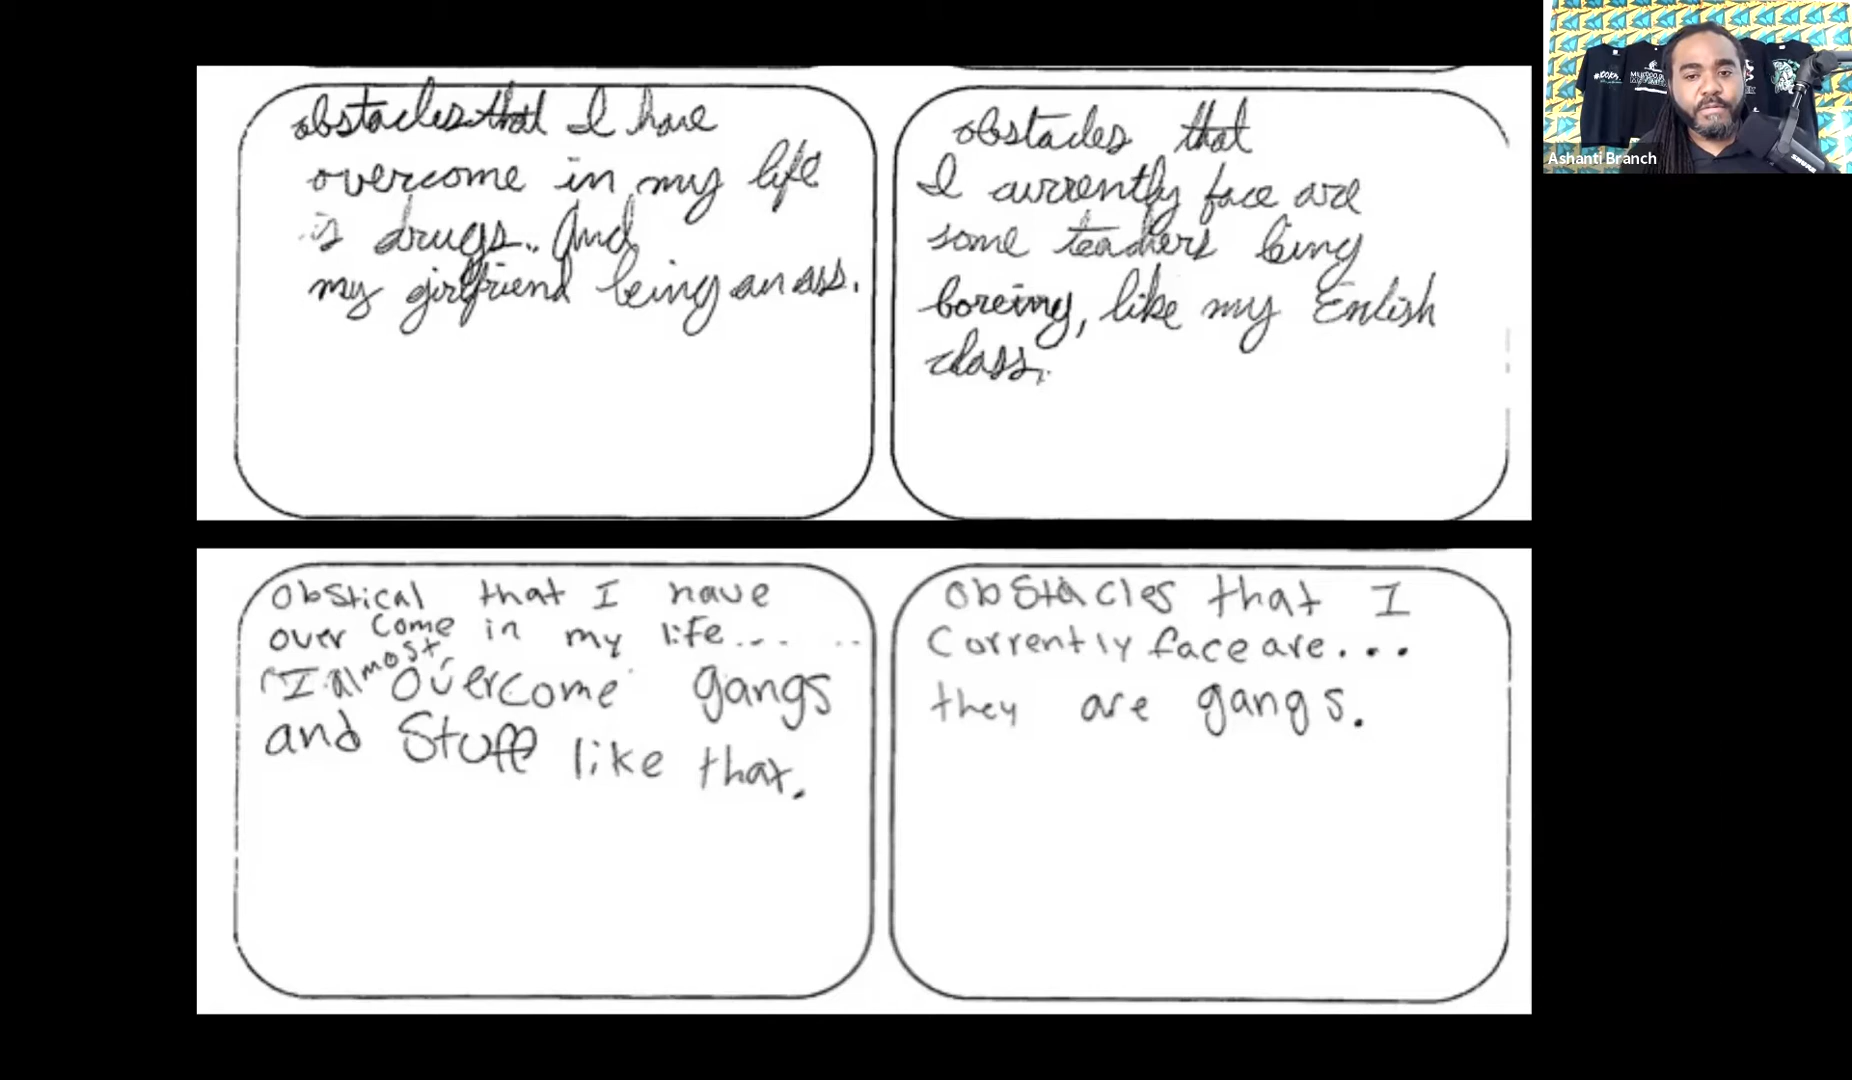 obstacles that I have
overcome in my life
is drugs. And
my girlfriend being an ass.
obstacles that
I currently face are
some teachers being
boreing, like my Enlish
class.
obstical that I have
over come in my life...
I almost overcome gangs
and Stuff like that.
obstacles that I
Corrently face are...
they are gangs.
Ashanti Branch